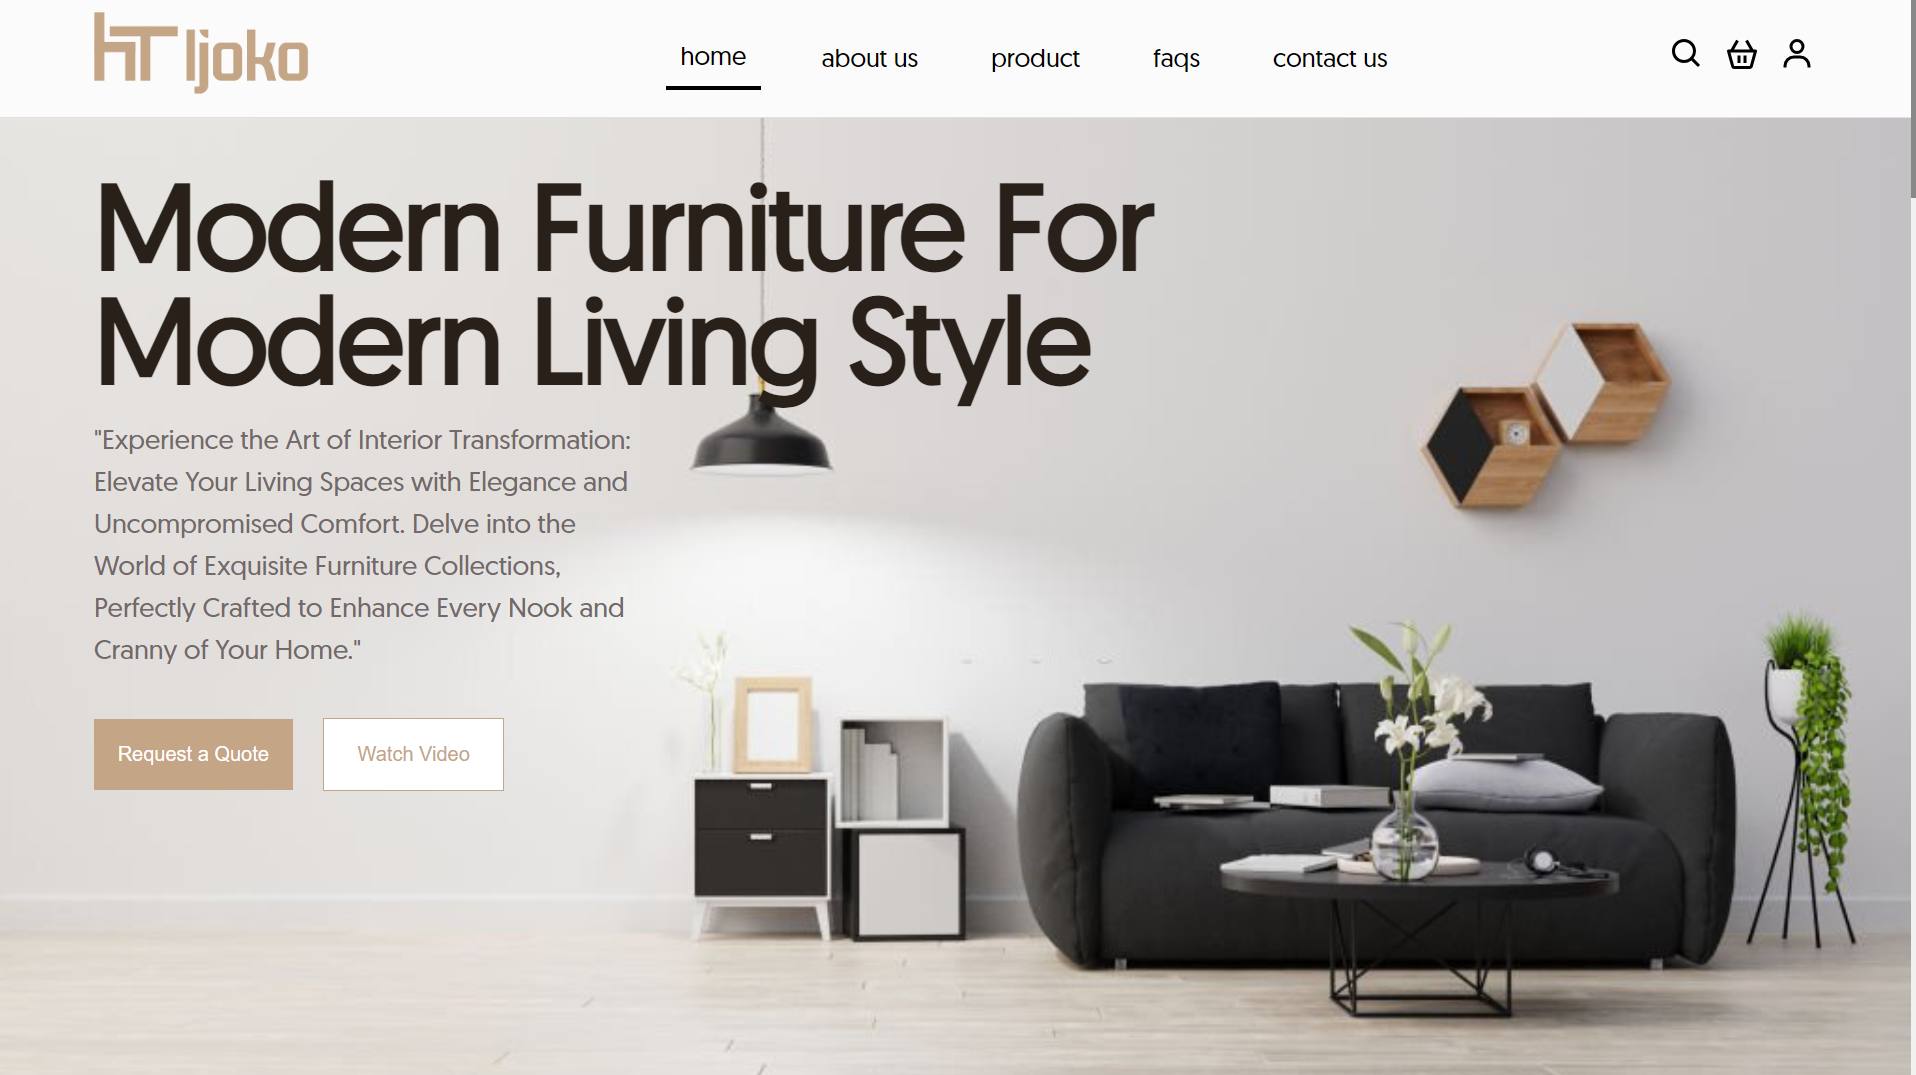 hT Ijoko
home
about us
product
faqs
contact us
Modern Furniture For
Modern Living Style
"Experience the Art of Interior Transformation:
Elevate Your Living Spaces with Elegance and
Uncompromised Comfort. Delve into the
World of Exquisite Furniture Collections,
Perfectly Crafted to Enhance Every Nook and
Cranny of Your Home."
Request a Quote
Watch Video